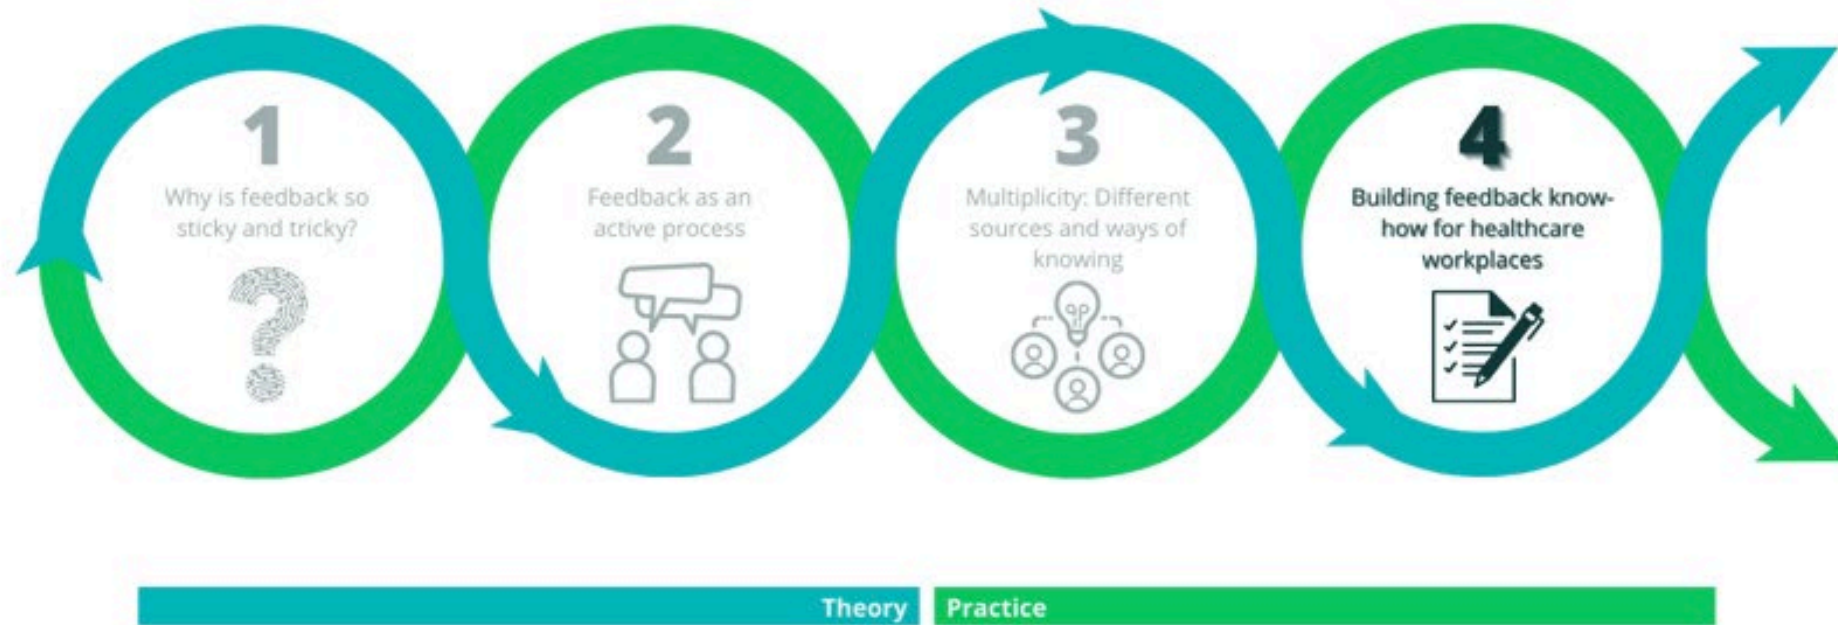 1
Why is feedback so
sticky and tricky?
2
Feedback as an
active process
3
Multiplicity: Different
sources and ways of
knowing
4
Building feedback know-
how for healthcare
workplaces
Theory
Practice